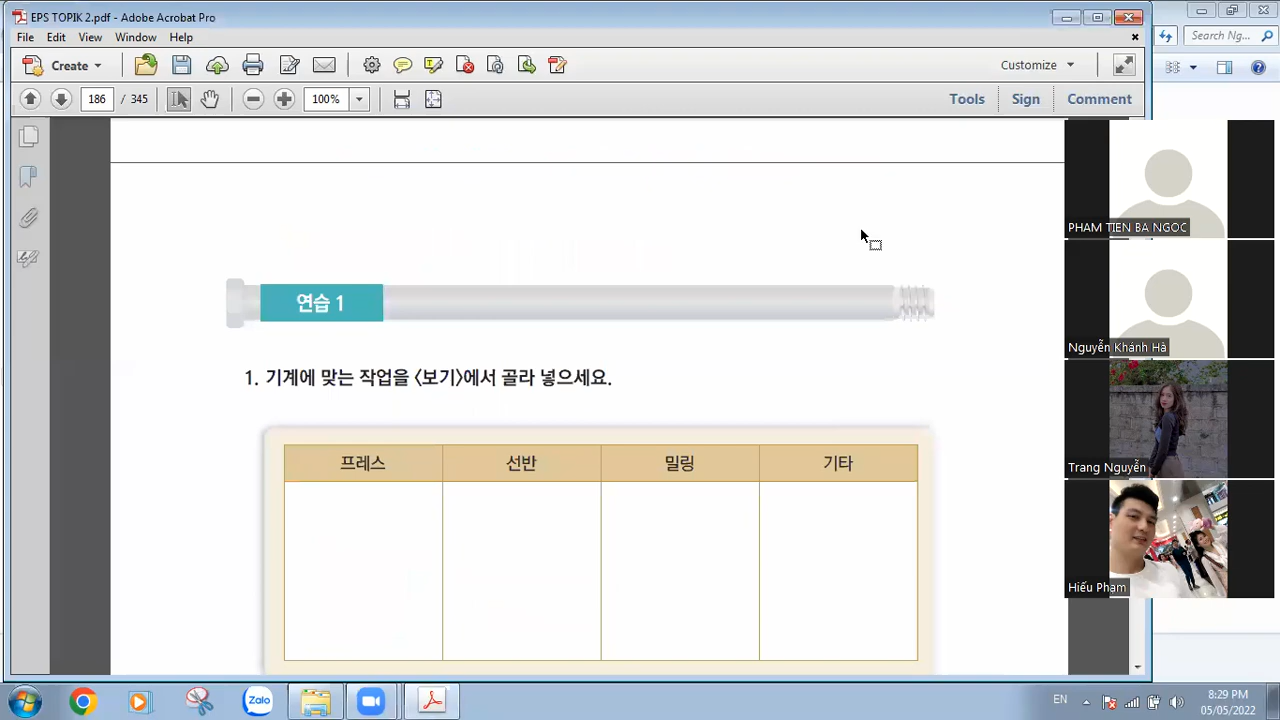 EPS TOPIK 2.pdf - Adobe Acrobat Pro
Search Ng...
File Edit View Window Help
Create
Customize
186 / 345
100%
Tools Sign Comment
연습 1
1. 기계에 맞는 작업을 〈보기〉에서 골라 넣으세요.
프레스 선반 밀링 기타
PHAM TIEN BA NGOC
Nguyễn Khánh Hà
Trang Nguyễn
Hiếu Phạm
Zalo
EN
8:29 PM
05/05/2022